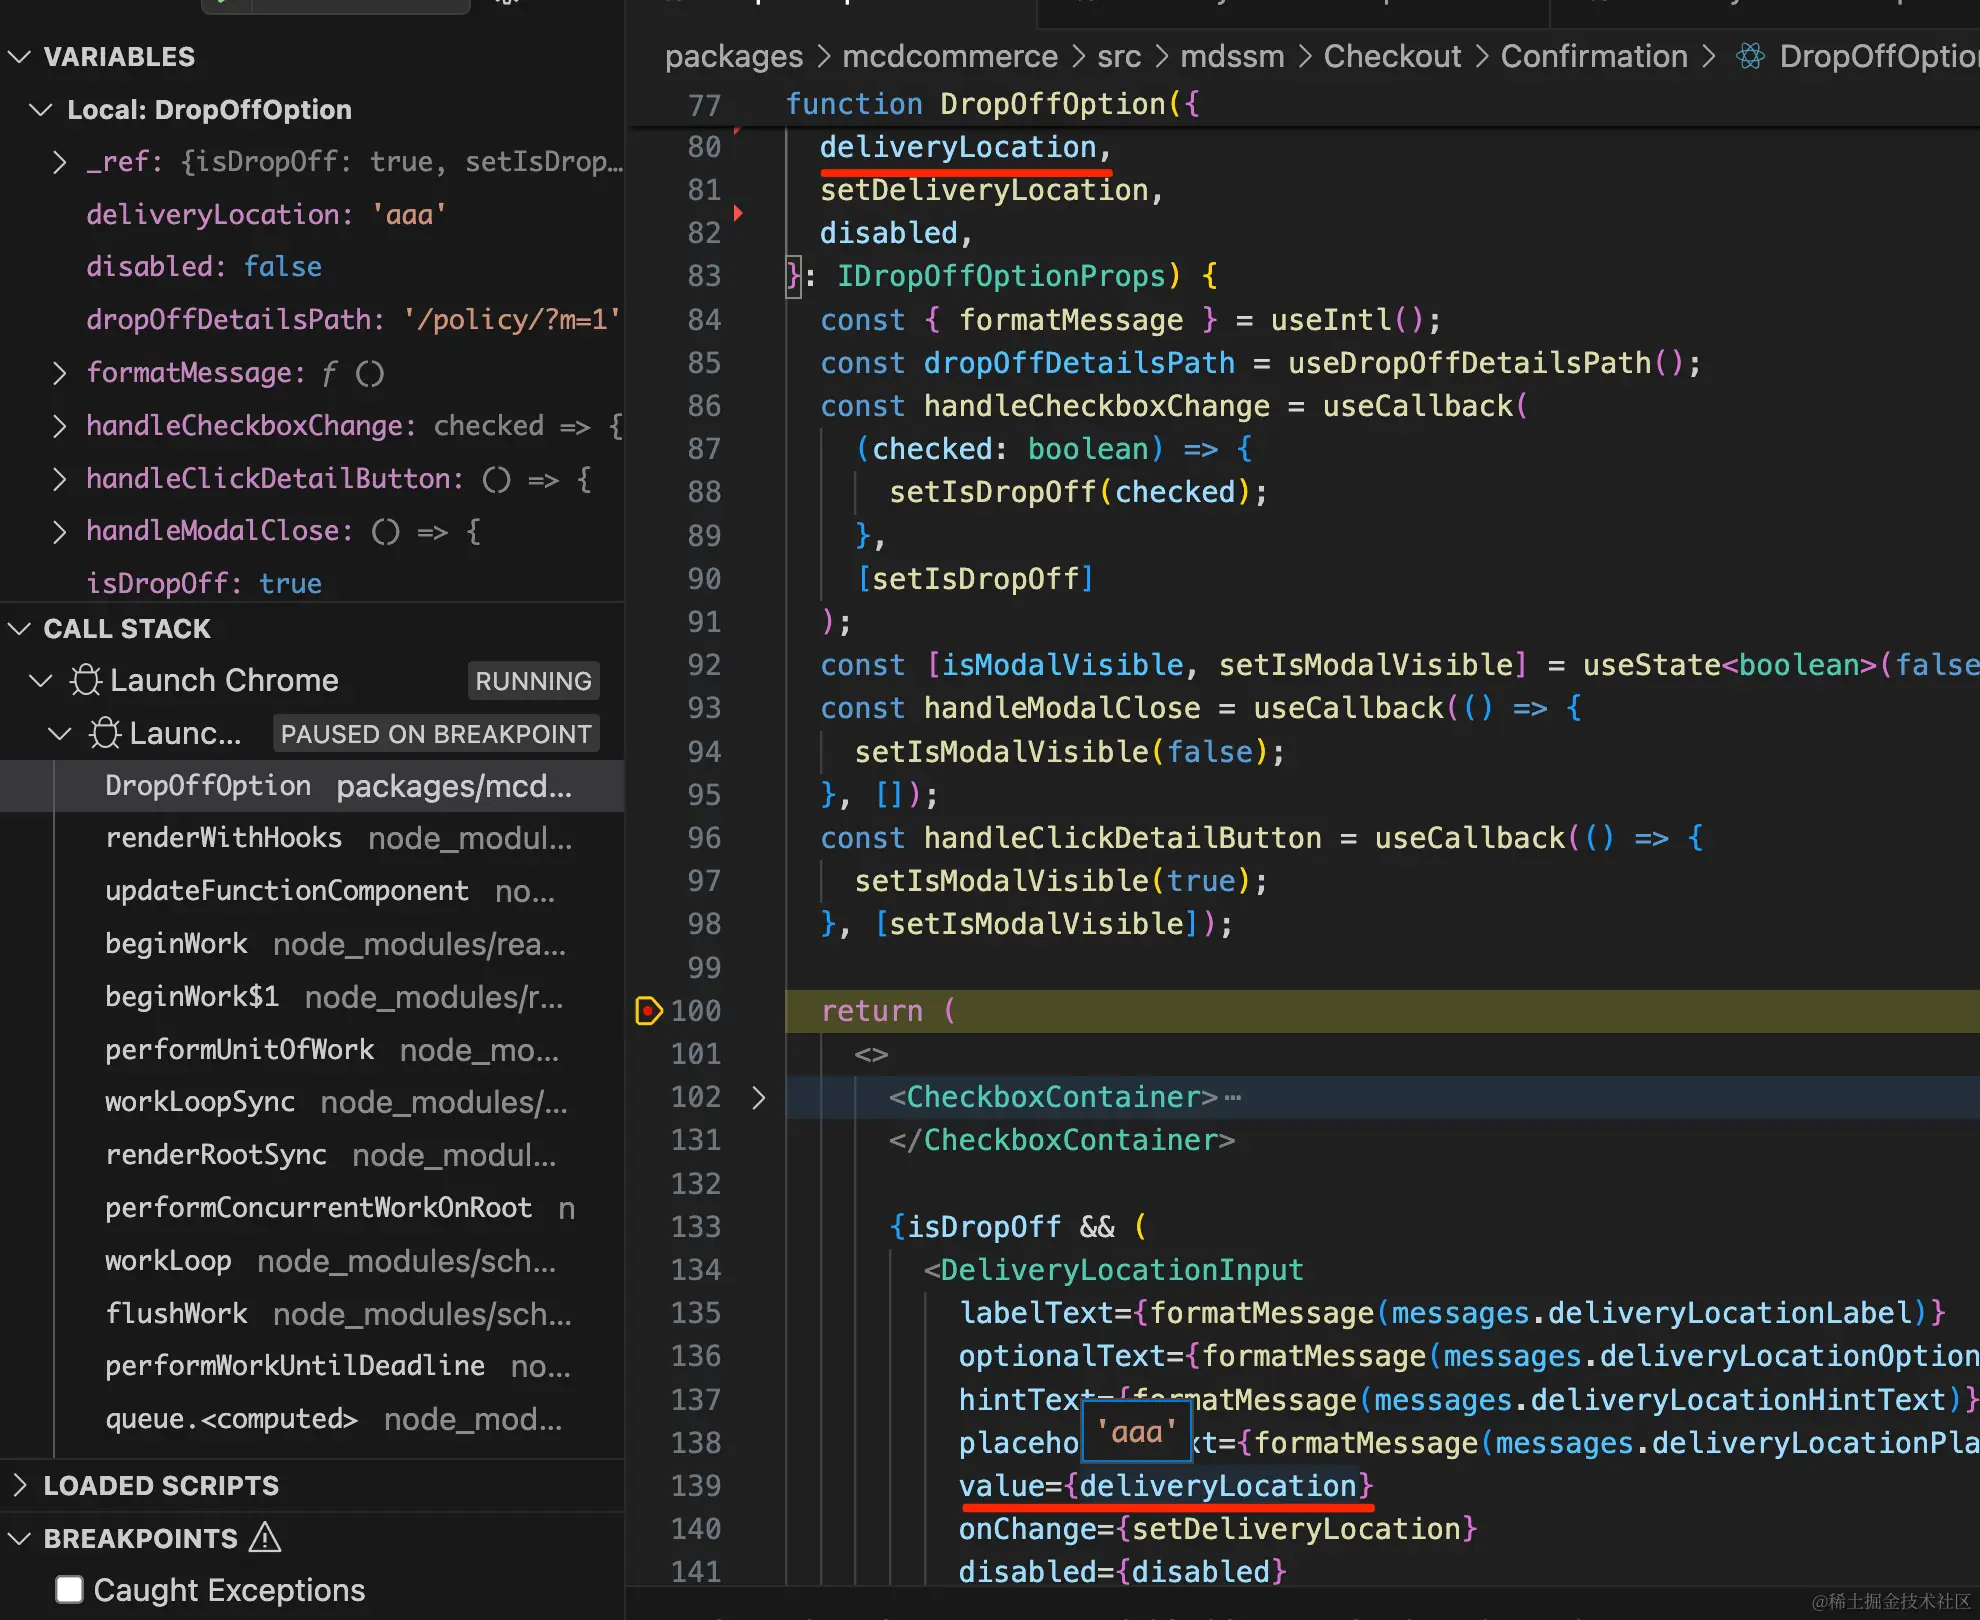 VARIABLES
Local: DropOffOption
_ref: {isDropOff: true, setIsDrop…
deliveryLocation: 'aaa'
disabled: false
dropOffDetailsPath: '/policy/?m=1'
formatMessage: ƒ ()
handleCheckboxChange: checked => {
handleClickDetailButton: () => {
handleModalClose: () => {
isDropOff: true
CALL STACK
Launch Chrome RUNNING
Launc... PAUSED ON BREAKPOINT
DropOffOption packages/mcd...
renderWithHooks node_modul...
updateFunctionComponent no...
beginWork node_modules/rea...
beginWork$1 node_modules/r...
performUnitOfWork node_mo...
workLoopSync node_modules/...
renderRootSync node_modul...
performConcurrentWorkOnRoot n
workLoop node_modules/sch...
flushWork node_modules/sch...
performWorkUntilDeadline no...
queue.<computed> node_mod...
LOADED SCRIPTS
BREAKPOINTS
Caught Exceptions
packages > mcdcommerce > src > mdssm > Checkout > Confirmation > DropOffOption
77 function DropOffOption({
80 deliveryLocation,
81 setDeliveryLocation,
82 disabled,
83 }: IDropOffOptionProps) {
84 const { formatMessage } = useIntl();
85 const dropOffDetailsPath = useDropOffDetailsPath();
86 const handleCheckboxChange = useCallback(
87 (checked: boolean) => {
88 setIsDropOff(checked);
89 },
90 [setIsDropOff]
91 );
92 const [isModalVisible, setIsModalVisible] = useState<boolean>(false
93 const handleModalClose = useCallback(() => {
94 setIsModalVisible(false);
95 }, []);
96 const handleClickDetailButton = useCallback(() => {
97 setIsModalVisible(true);
98 }, [setIsModalVisible]);
99
100 return (
101 <>
102 <CheckboxContainer>⋯
131 </CheckboxContainer>
132
133 {isDropOff && (
134 <DeliveryLocationInput
135 labelText={formatMessage(messages.deliveryLocationLabel)}
136 optionalText={formatMessage(messages.deliveryLocationOption
137 hintText={formatMessage(messages.deliveryLocationHintText)}
'aaa'
138 placeho xt={formatMessage(messages.deliveryLocationPla
139 value={deliveryLocation}
140 onChange={setDeliveryLocation}
141 disabled={disabled}
@稀土掘金技术社区